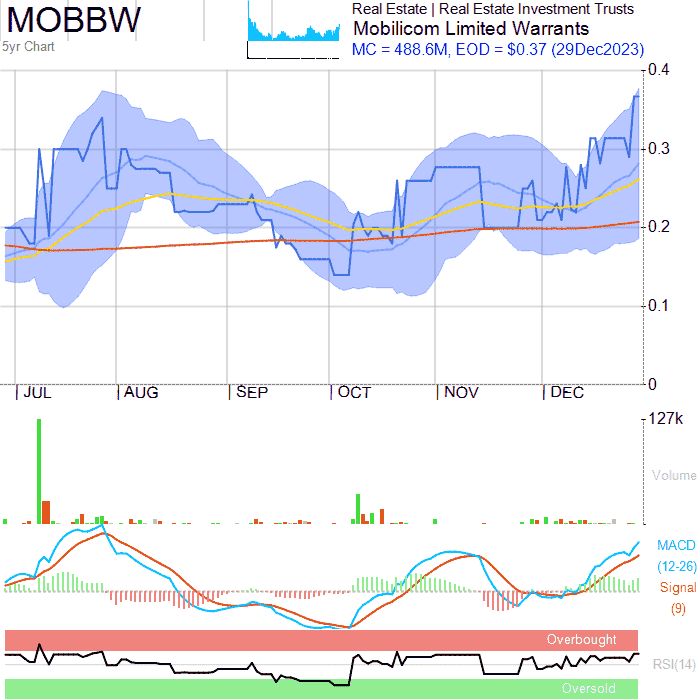 MOBBW
5yr Chart
Real Estate | Real Estate Investment Trusts
Mobilicom Limited Warrants
MC = 488.6M, EOD = $0.37 (29Dec2023)
0.4
0.3
0.2
0.1
0
JUL AUG SEP OCT NOV DEC
127k
Volume
MACD
(12-26)
Signal
(9)
Overbought
RSI(14)
Oversold